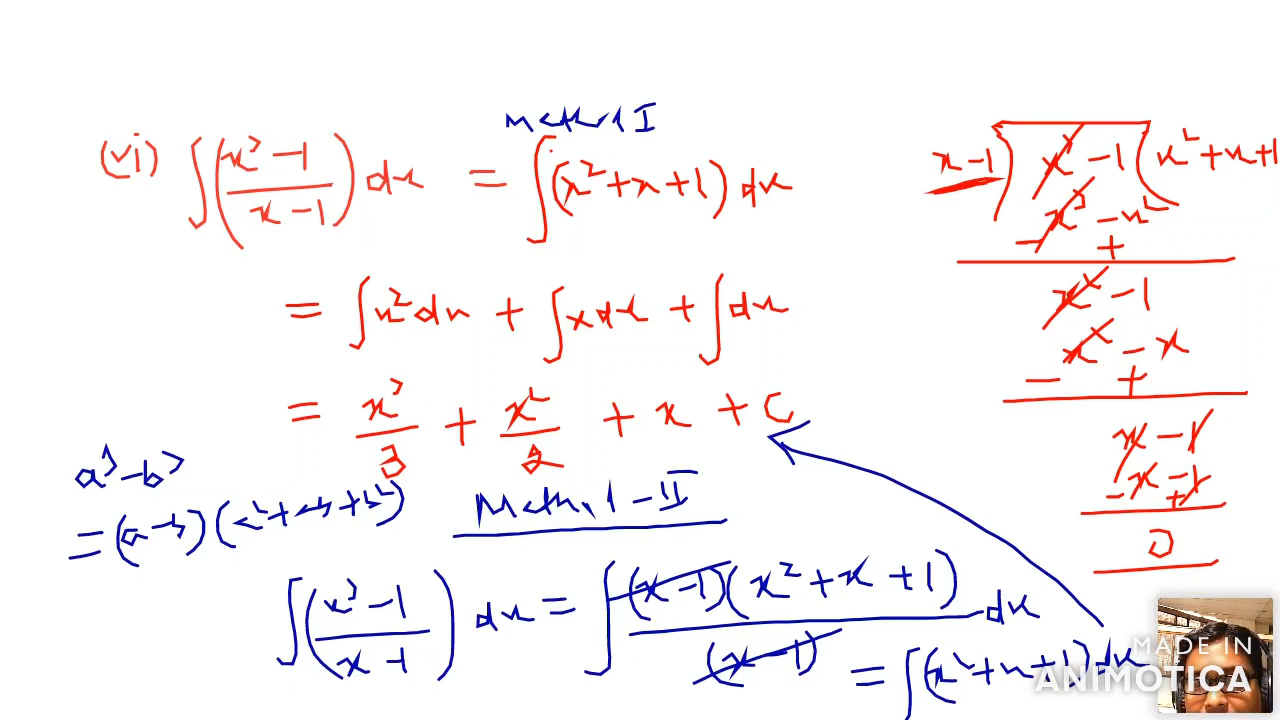 Method I
(vi) ∫((x³ - 1)/(x - 1)) dx = ∫(x² + x + 1) dx
= ∫x² dx + ∫x dx + ∫dx
= x³/3 + x²/2 + x + C
x - 1 ) x³ - 1 ( x² + x + 1
x³ - x²
- +
x² - 1
x² - x
- +
x - 1
x - 1
- +
0
a³ - b³
= (a - b)(a² + ab + b²)
Method - II
∫((x³ - 1)/(x - 1)) dx = ∫((x - 1)(x² + x + 1))/(x - 1) dx
= ∫(x² + x + 1) dx
MADE IN
ANIMOTICA